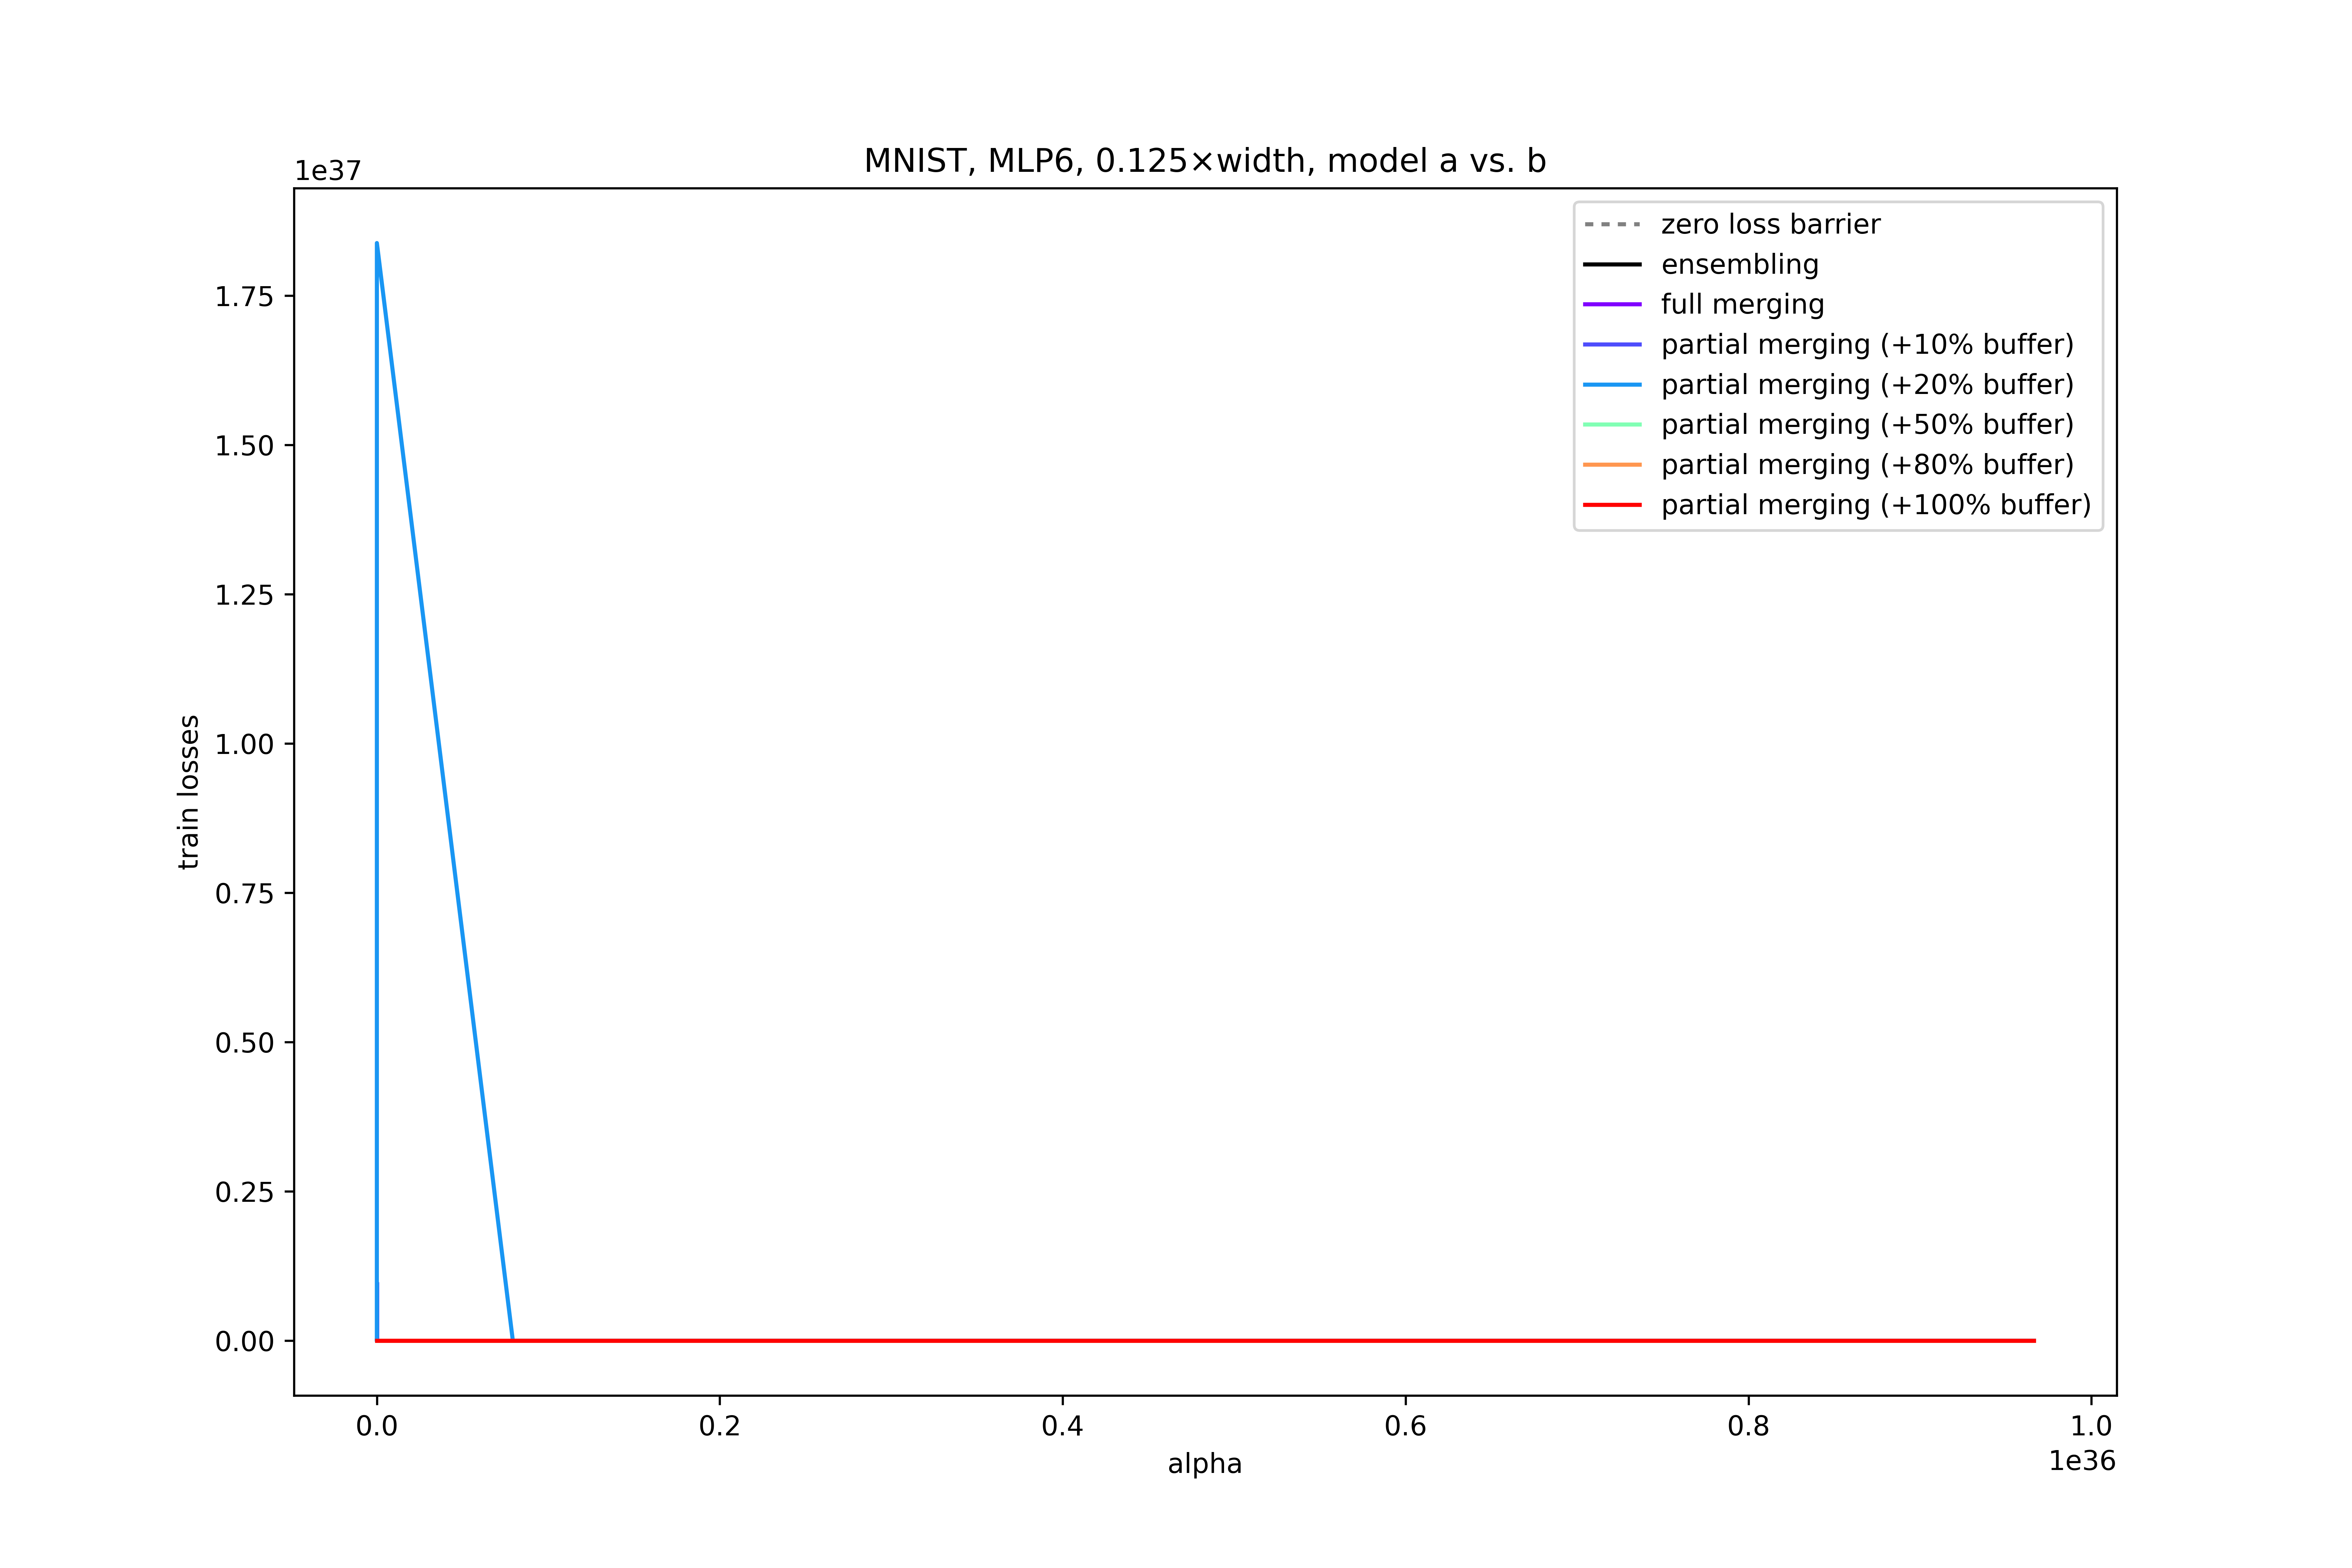 MNIST, MLP6, 0.125×width, model a vs. b
1e37
zero loss barrier
ensembling
full merging
partial merging (+10% buffer)
partial merging (+20% buffer)
partial merging (+50% buffer)
partial merging (+80% buffer)
partial merging (+100% buffer)
1.75
1.50
1.25
1.00
0.75
0.50
0.25
0.00
train losses
0.0 0.2 0.4 0.6 0.8 1.0
1e36
alpha